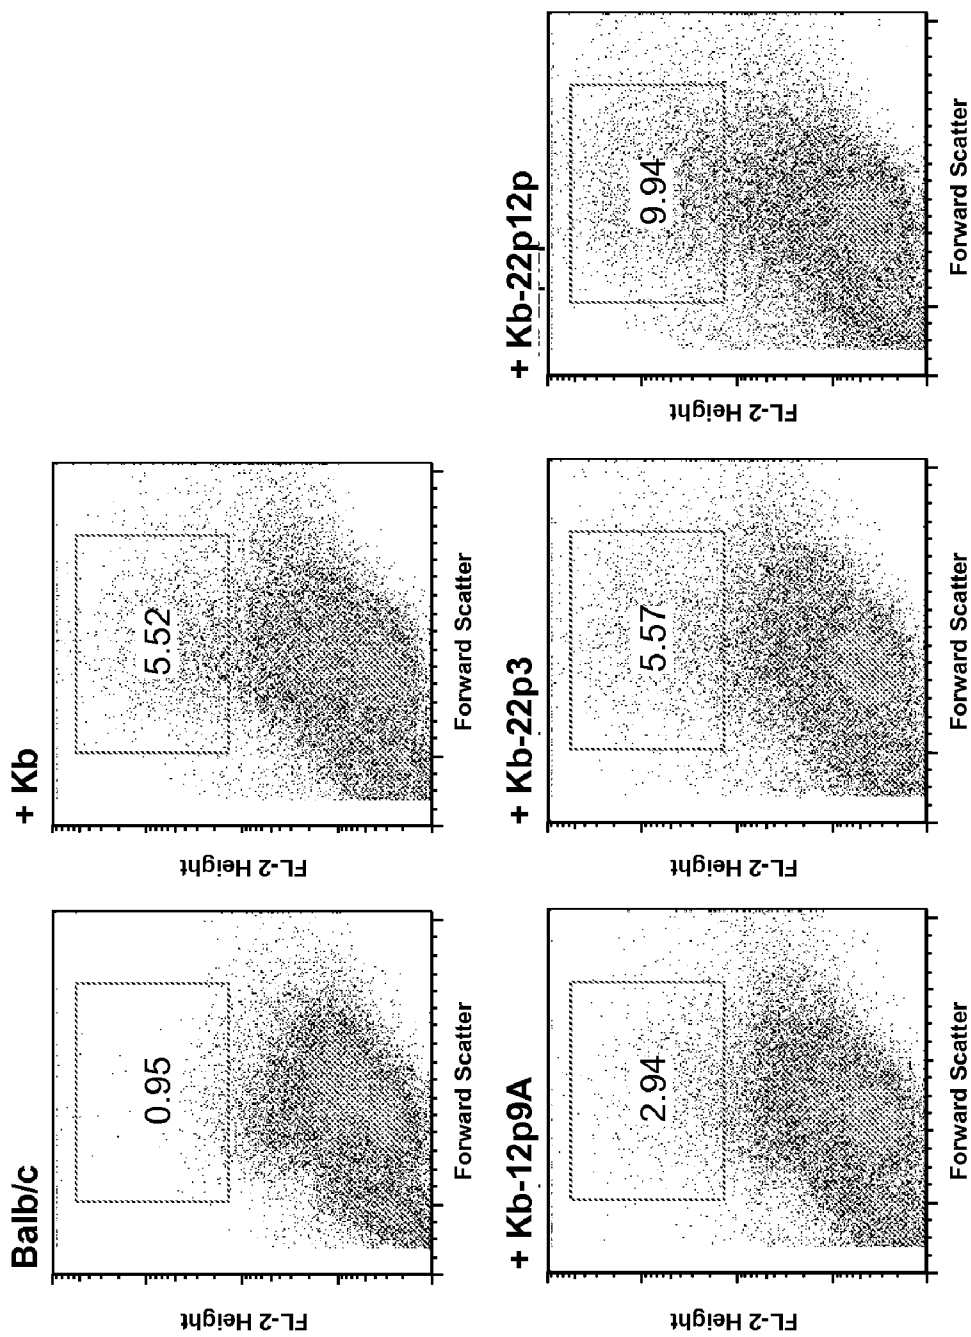 Balb/c
FL-2 Height
0.95
Forward Scatter
+ Kb
FL-2 Height
5.52
Forward Scatter
+ Kb-12p9A
FL-2 Height
2.94
Forward Scatter
+ Kb-22p3
FL-2 Height
5.57
Forward Scatter
+ Kb-22p12p
FL-2 Height
9.94
Forward Scatter